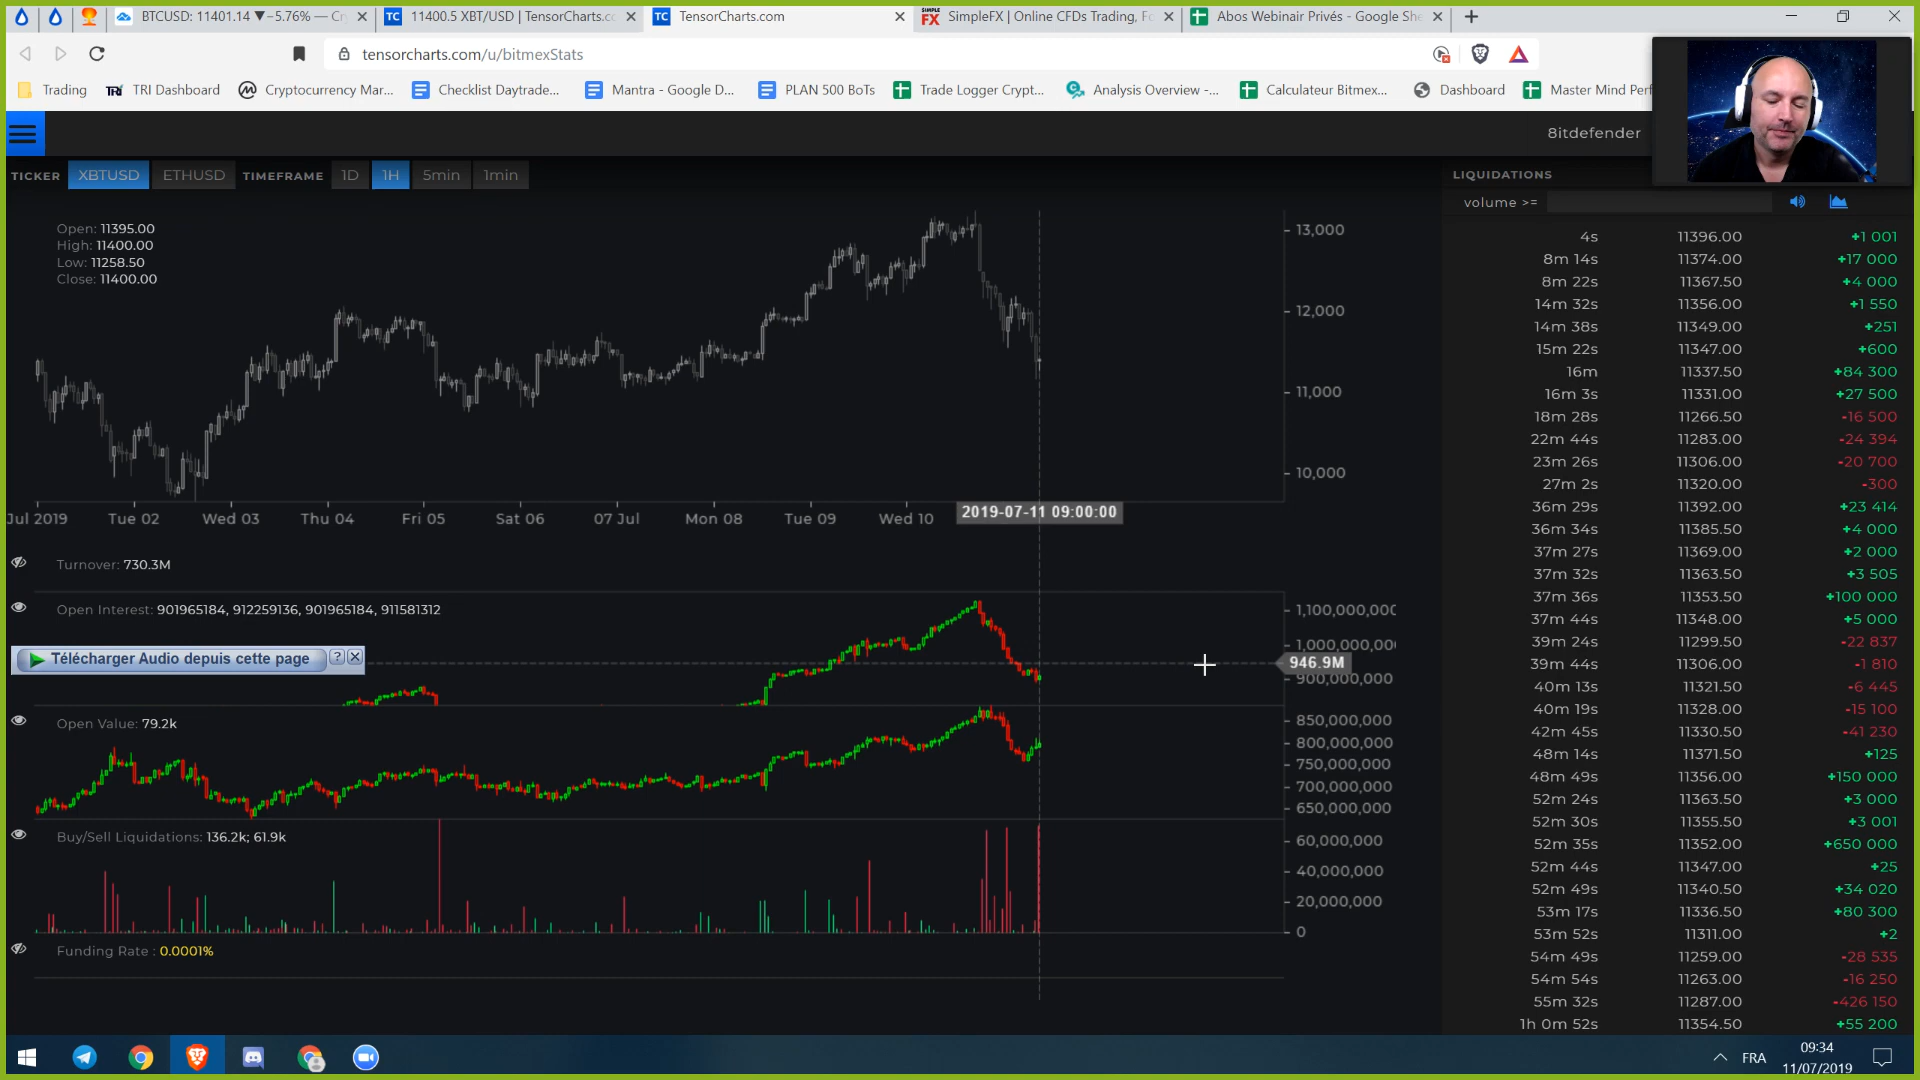 BTCUSD: 11401.14 ▼−5.76% — Cr
11400.5 XBT/USD | TensorCharts.co
TensorCharts.com
SIMPLE FX
SimpleFX | Online CFDs Trading, Fo
Abos Webinair Privés - Google She
tensorcharts.com/u/bitmexStats
Trading
TRI Dashboard
Cryptocurrency Mar...
Checklist Daytrade...
Mantra - Google D...
PLAN 500 BoTs
Trade Logger Crypt...
Analysis Overview -...
Calculateur Bitmex...
Dashboard
Master Mind Perf
8itdefender
TICKER XBTUSD ETHUSD TIMEFRAME 1D 1H 5min 1min
LIQUIDATIONS
volume >=
Open: 11395.00
High: 11400.00
Low: 11258.50
Close: 11400.00
13,000
12,000
11,000
10,000
Jul 2019 Tue 02 Wed 03 Thu 04 Fri 05 Sat 06 07 Jul Mon 08 Tue 09 Wed 10 2019-07-11 09:00:00
Turnover: 730.3M
Open Interest: 901965184, 912259136, 901965184, 911581312
1,100,000,000
1,000,000,000
946.9M
900,000,000
Télécharger Audio depuis cette page ? X
Open Value: 79.2k
850,000,000
800,000,000
750,000,000
700,000,000
650,000,000
Buy/Sell Liquidations: 136.2k; 61.9k
60,000,000
40,000,000
20,000,000
0
Funding Rate : 0.0001%
4s 11396.00 +1 001
8m 14s 11374.00 +17 000
8m 22s 11367.50 +4 000
14m 32s 11356.00 +1 550
14m 38s 11349.00 +251
15m 22s 11347.00 +600
16m 11337.50 +84 300
16m 3s 11331.00 +27 500
18m 28s 11266.50 -16 500
22m 44s 11283.00 -24 394
23m 26s 11306.00 -20 700
27m 2s 11320.00 -300
36m 29s 11392.00 +23 414
36m 34s 11385.50 +4 000
37m 27s 11369.00 +2 000
37m 32s 11363.50 +3 505
37m 36s 11353.50 +100 000
37m 44s 11348.00 +5 000
39m 24s 11299.50 -22 837
39m 44s 11306.00 -1 810
40m 13s 11321.50 -6 445
40m 19s 11328.00 -15 100
42m 45s 11330.50 -41 230
48m 14s 11371.50 +125
48m 49s 11356.00 +150 000
52m 24s 11363.50 +3 000
52m 30s 11355.50 +3 001
52m 35s 11352.00 +650 000
52m 44s 11347.00 +25
52m 49s 11340.50 +34 020
53m 17s 11336.50 +80 300
53m 52s 11311.00 +2
54m 49s 11259.00 -28 535
54m 54s 11263.00 -16 250
55m 32s 11287.00 -426 150
1h 0m 52s 11354.50 +55 200
FRA
09:34
11/07/2019